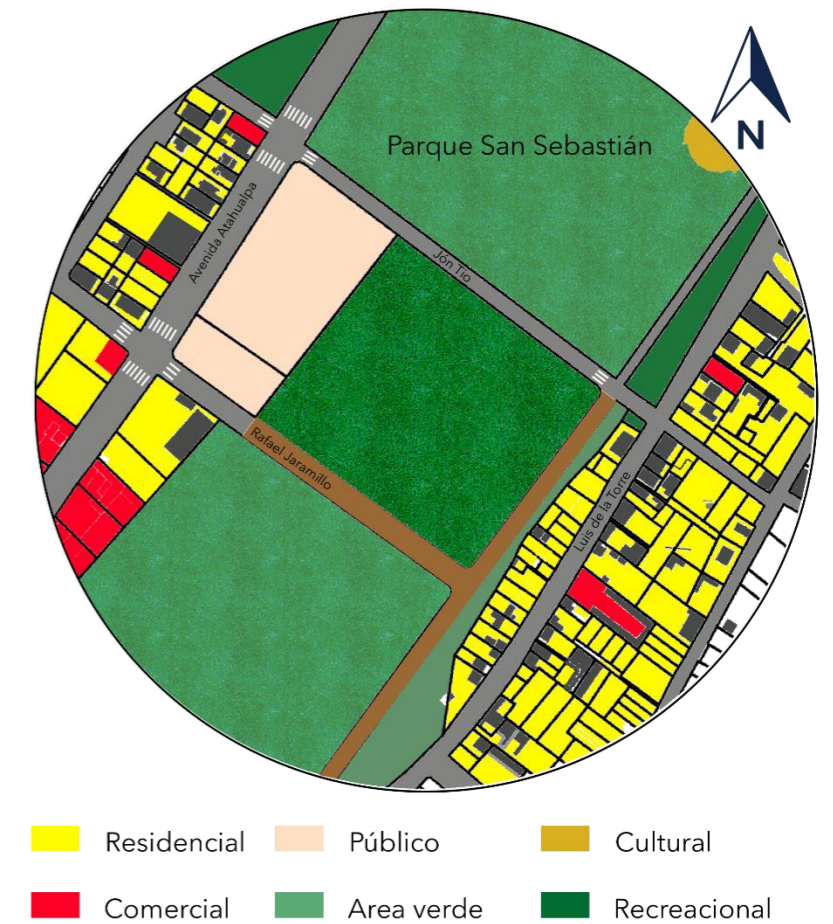 N
Parque San Sebastián
Avenida Atahualpa
Jón Tio
Rafael Jaramillo
Luis de la Torre
Residencial
Público
Cultural
Comercial
Area verde
Recreacional